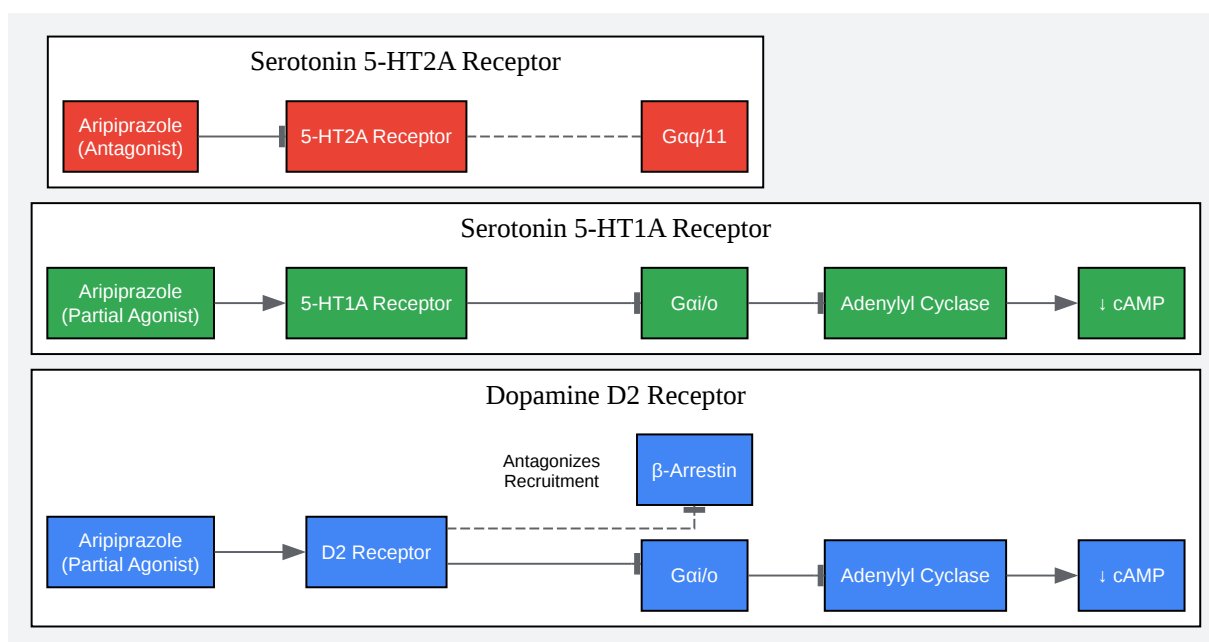 Serotonin 5-HT2A Receptor
Aripiprazole
(Antagonist)
5-HT2A Receptor
Gαq/11
Serotonin 5-HT1A Receptor
Aripiprazole
(Partial Agonist)
5-HT1A Receptor
Gαi/o
Adenylyl Cyclase
↓ cAMP
Dopamine D2 Receptor
Antagonizes
Recruitment
β-Arrestin
Aripiprazole
(Partial Agonist)
D2 Receptor
Gαi/o
Adenylyl Cyclase
↓ cAMP